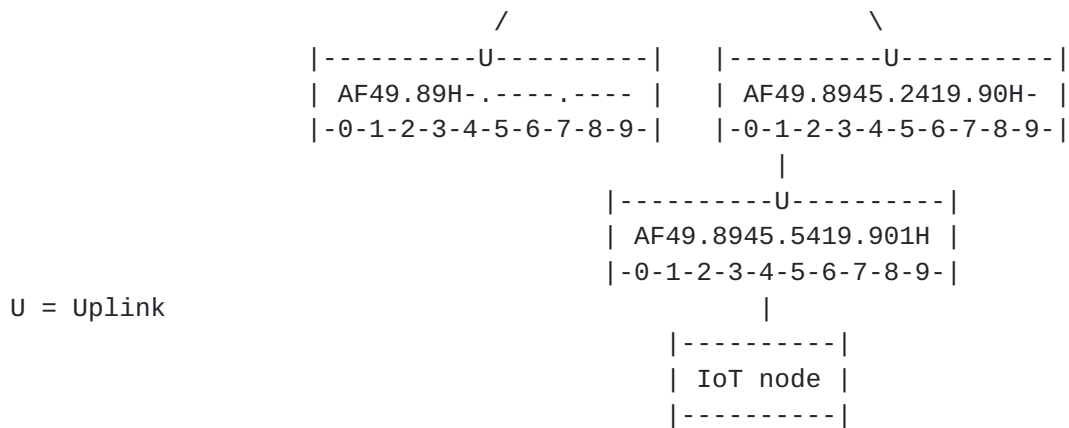 / \
|----------U----------| |----------U----------|
| AF49.89H-.----.---- | | AF49.8945.2419.90H- |
|-0-1-2-3-4-5-6-7-8-9-| |-0-1-2-3-4-5-6-7-8-9-|
|
|----------U----------|
| AF49.8945.5419.901H |
|-0-1-2-3-4-5-6-7-8-9-|
U = Uplink |
|----------|
| IoT node |
|----------|